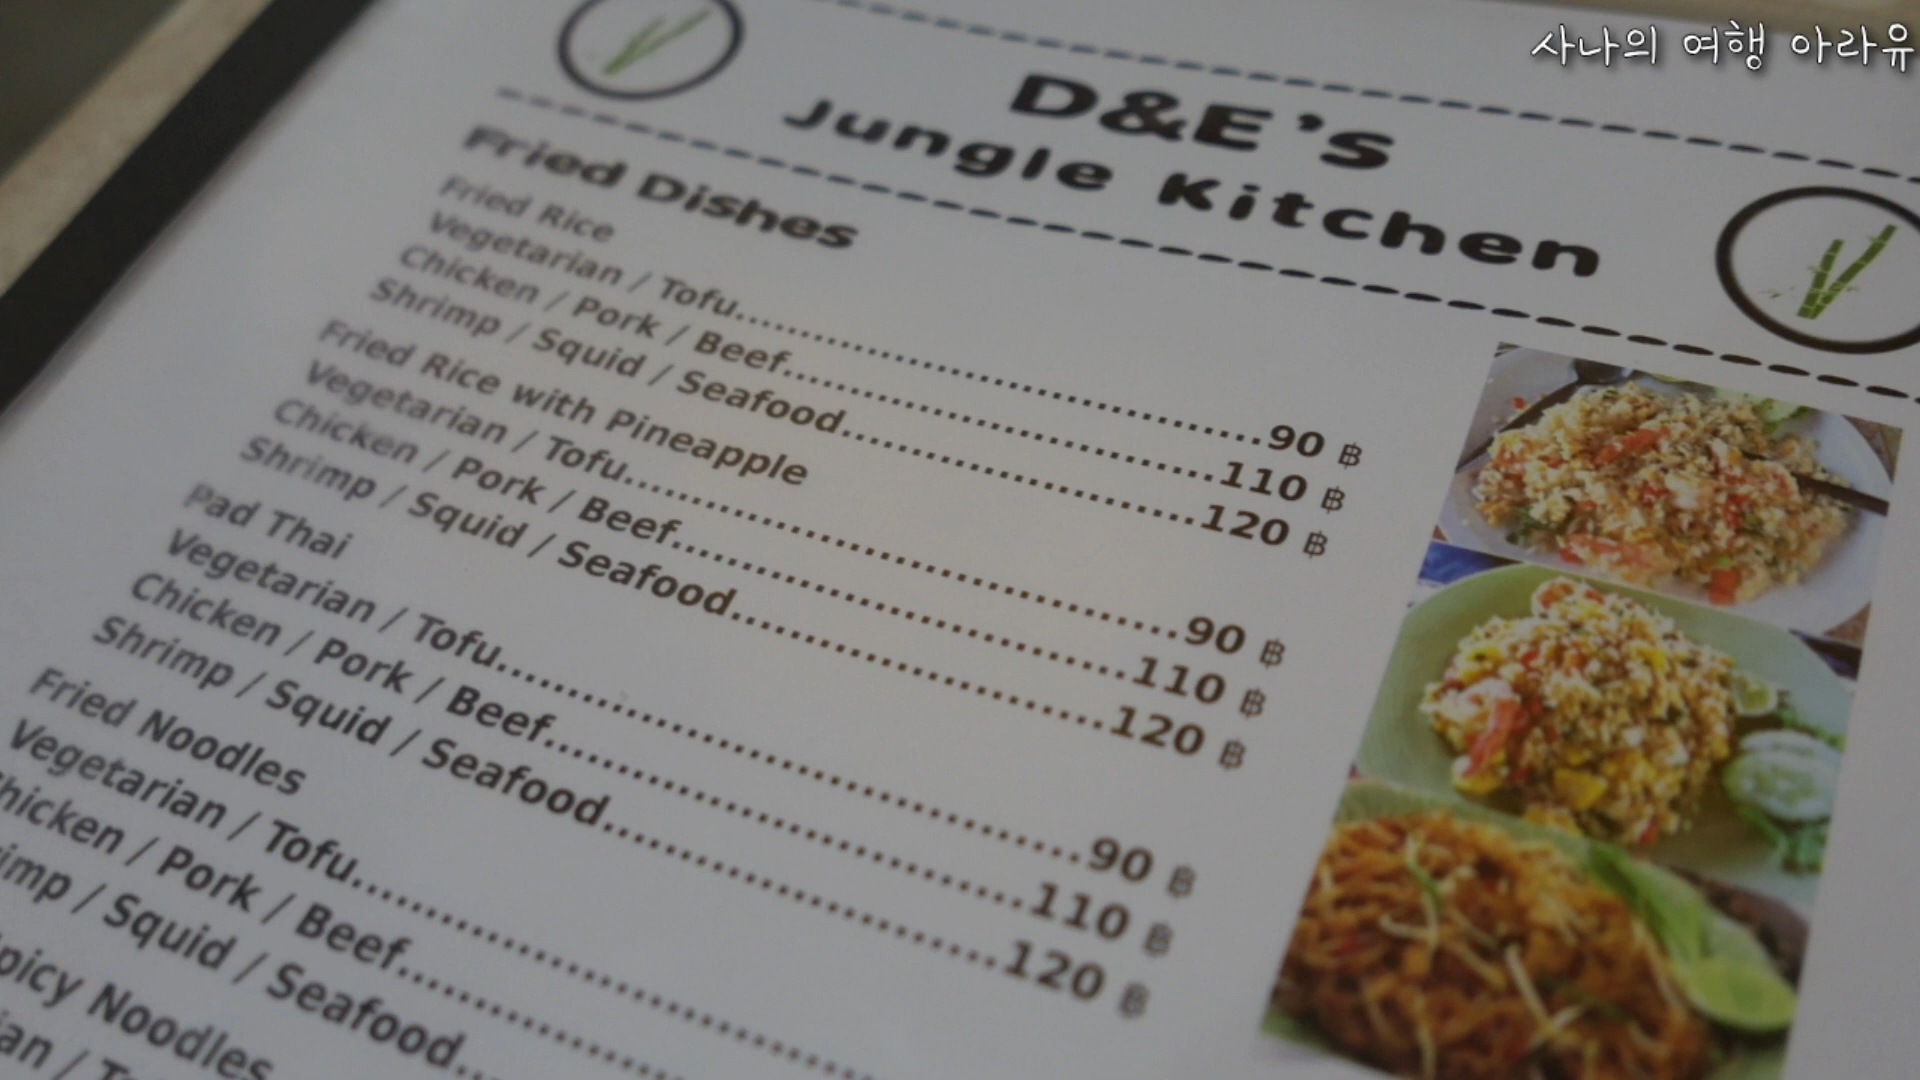 사나의 여행 아라유
D&E's
Jungle Kitchen
Fried Dishes
Fried Rice
Vegetarian / Tofu.......................................90 ฿
Chicken / Pork / Beef................................110 ฿
Shrimp / Squid / Seafood...........................120 ฿
Fried Rice with Pineapple
Vegetarian / Tofu.......................................90 ฿
Chicken / Pork / Beef................................110 ฿
Shrimp / Squid / Seafood...........................120 ฿
Pad Thai
Vegetarian / Tofu.......................................90 ฿
Chicken / Pork / Beef................................110 ฿
Shrimp / Squid / Seafood...........................120 ฿
Fried Noodles
Vegetarian / Tofu.......................................
hicken / Pork / Beef................................
imp / Squid / Seafood..
picy Noodles